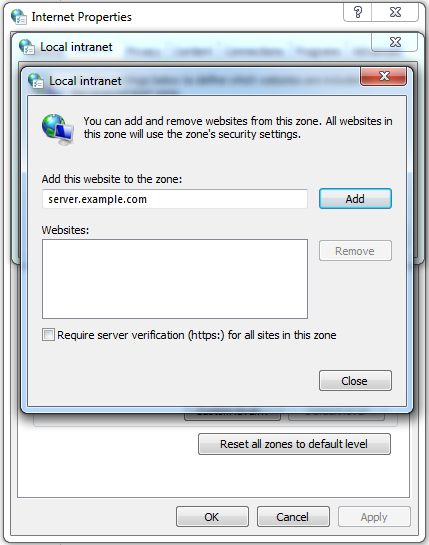 Internet Properties
Local intranet
Local intranet
You can add and remove websites from this zone. All websites in
this zone will use the zone's security settings.
Add this website to the zone:
server.example.com
Add
Websites:
Remove
Require server verification (https:) for all sites in this zone
Close
Reset all zones to default level
OK
Cancel
Apply